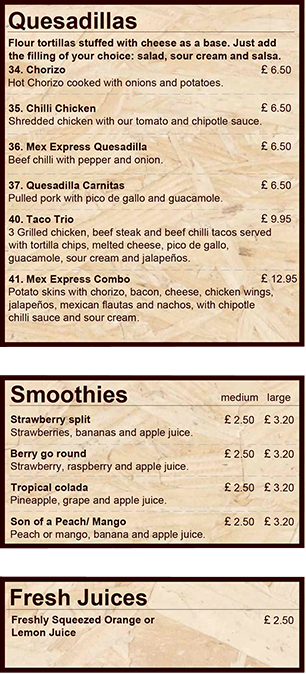 Quesadillas
Flour tortillas stuffed with cheese as a base. Just add
the filling of your choice: salad, sour cream and salsa.
34. Chorizo £ 6.50
Hot Chorizo cooked with onions and potatoes.
35. Chilli Chicken £ 6.50
Shredded chicken with our tomato and chipotle sauce.
36. Mex Express Quesadilla £ 6.50
Beef chilli with pepper and onion.
37. Quesadilla Carnitas £ 6.50
Pulled pork with pico de gallo and guacamole.
40. Taco Trio £ 9.95
3 Grilled chicken, beef steak and beef chilli tacos served
with tortilla chips, melted cheese, pico de gallo,
guacamole, sour cream and jalapeños.
41. Mex Express Combo £ 12.95
Potato skins with chorizo, bacon, cheese, chicken wings,
jalapeños, mexican flautas and nachos, with chipotle
chilli sauce and sour cream.
Smoothies medium large
Strawberry split £ 2.50 £ 3.20
Strawberries, bananas and apple juice.
Berry go round £ 2.50 £ 3.20
Strawberry, raspberry and apple juice.
Tropical colada £ 2.50 £ 3.20
Pineapple, grape and apple juice.
Son of a Peach/ Mango £ 2.50 £ 3.20
Peach or mango, banana and apple juice.
Fresh Juices
Freshly Squeezed Orange or £ 2.50
Lemon Juice